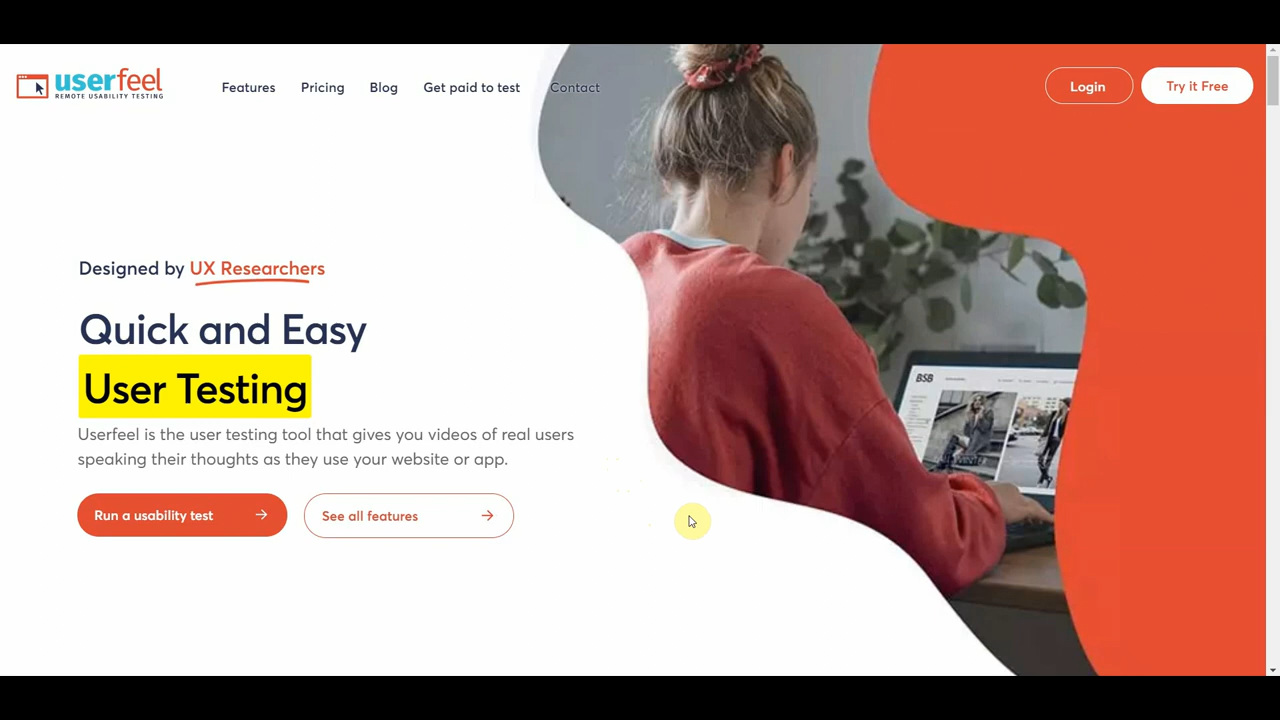 userfeel
REMOTE USABILITY TESTING
Features
Pricing
Blog
Get paid to test
Contact
Login
Try it Free
Designed by UX Researchers
Quick and Easy
User Testing
Userfeel is the user testing tool that gives you videos of real users
speaking their thoughts as they use your website or app.
Run a usability test
See all features
BSB